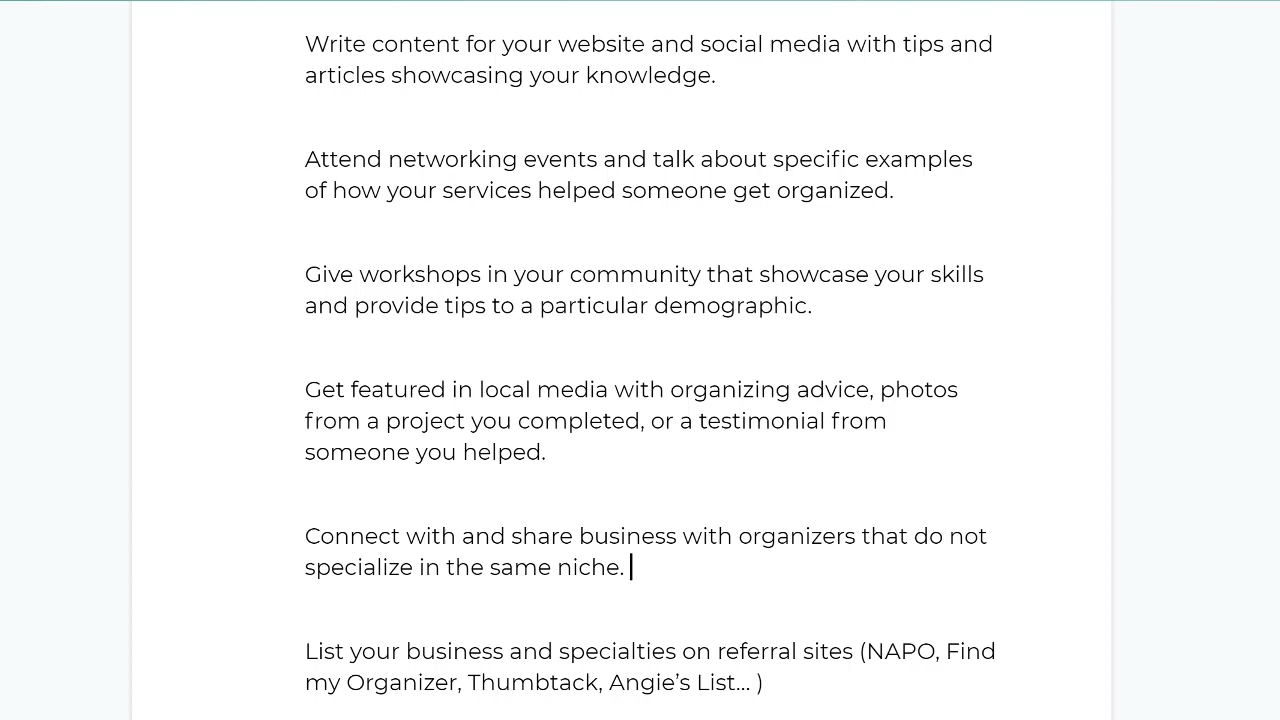 Write content for your website and social media with tips and
articles showcasing your knowledge.
Attend networking events and talk about specific examples
of how your services helped someone get organized.
Give workshops in your community that showcase your skills
and provide tips to a particular demographic.
Get featured in local media with organizing advice, photos
from a project you completed, or a testimonial from
someone you helped.
Connect with and share business with organizers that do not
specialize in the same niche.
List your business and specialties on referral sites (NAPO, Find
my Organizer, Thumbtack, Angie’s List... )